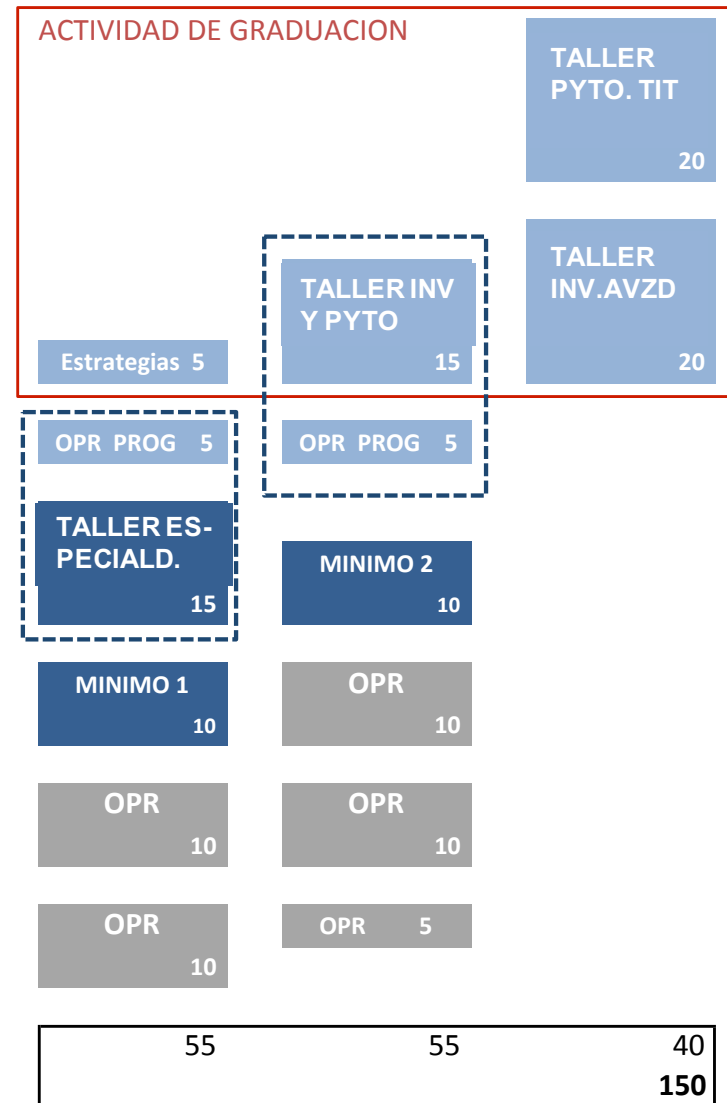 ACTIVIDAD DE GRADUACION
TALLER
PYTO. TIT
20
TALLER INV
Y PYTO
15
TALLER
INV.AVZD
20
Estrategias 5
OPR PROG 5
OPR PROG 5
TALLER ES-
PECIALD.
15
MINIMO 2
10
MINIMO 1
10
OPR
10
OPR
10
OPR
10
OPR
10
OPR 5
55 55 40
150